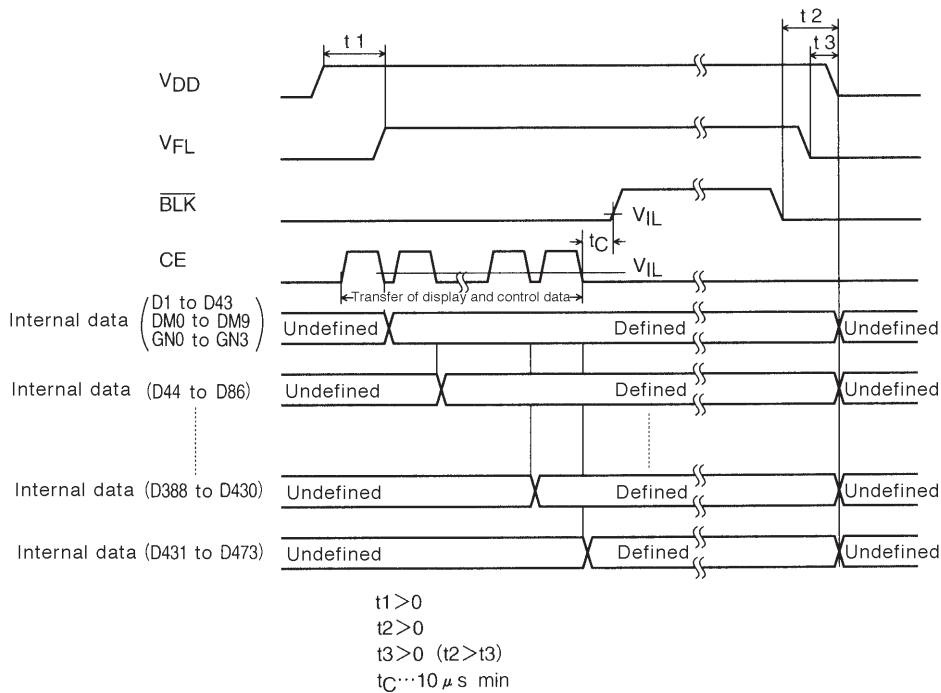 t2
t1
t3
VDD
VFL
BLK
VIL
tC
CE
VIL
Transfer of display and control data
Internal data (D1 to D43
DM0 to DM9
GN0 to GN3)
Undefined Defined Undefined
Internal data (D44 to D86)
Undefined Defined Undefined
Internal data (D388 to D430)
Undefined Defined Undefined
Internal data (D431 to D473)
Undefined Defined Undefined
t1>0
t2>0
t3>0 (t2>t3)
tC···10 μs min